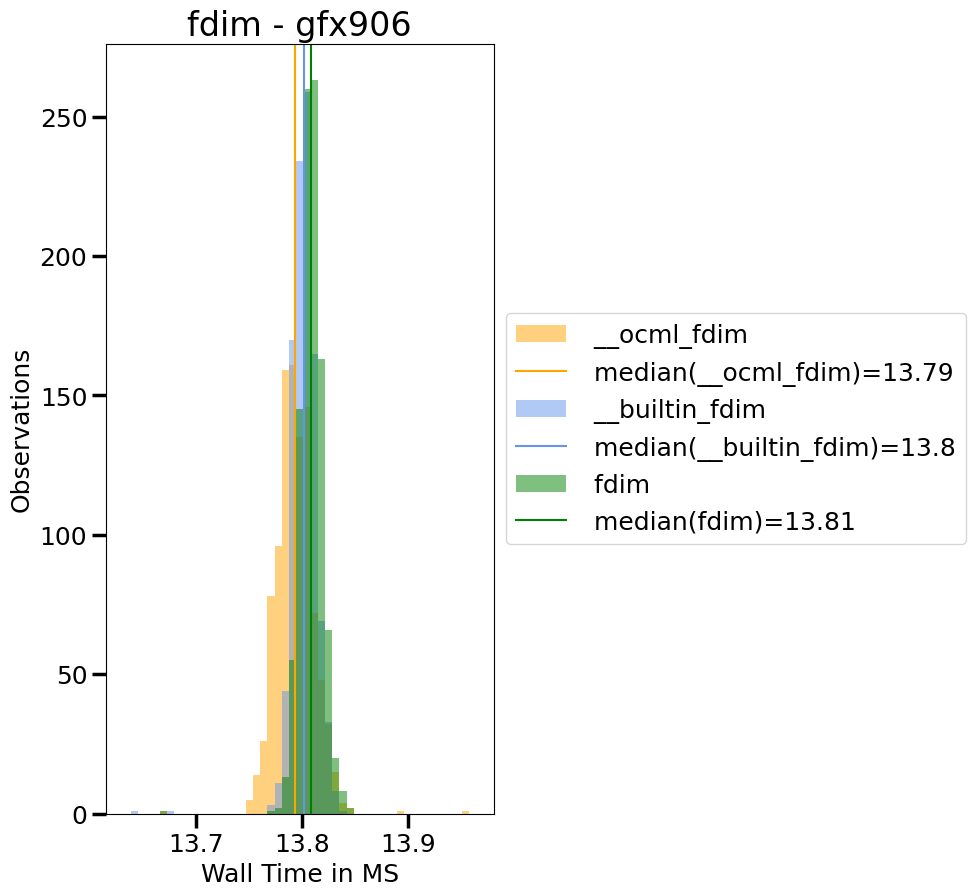 fdim - gfx906
Observations
250
200
150
100
50
0
13.7 13.8 13.9
Wall Time in MS
__ocml_fdim
median(__ocml_fdim)=13.79
__builtin_fdim
median(__builtin_fdim)=13.8
fdim
median(fdim)=13.81